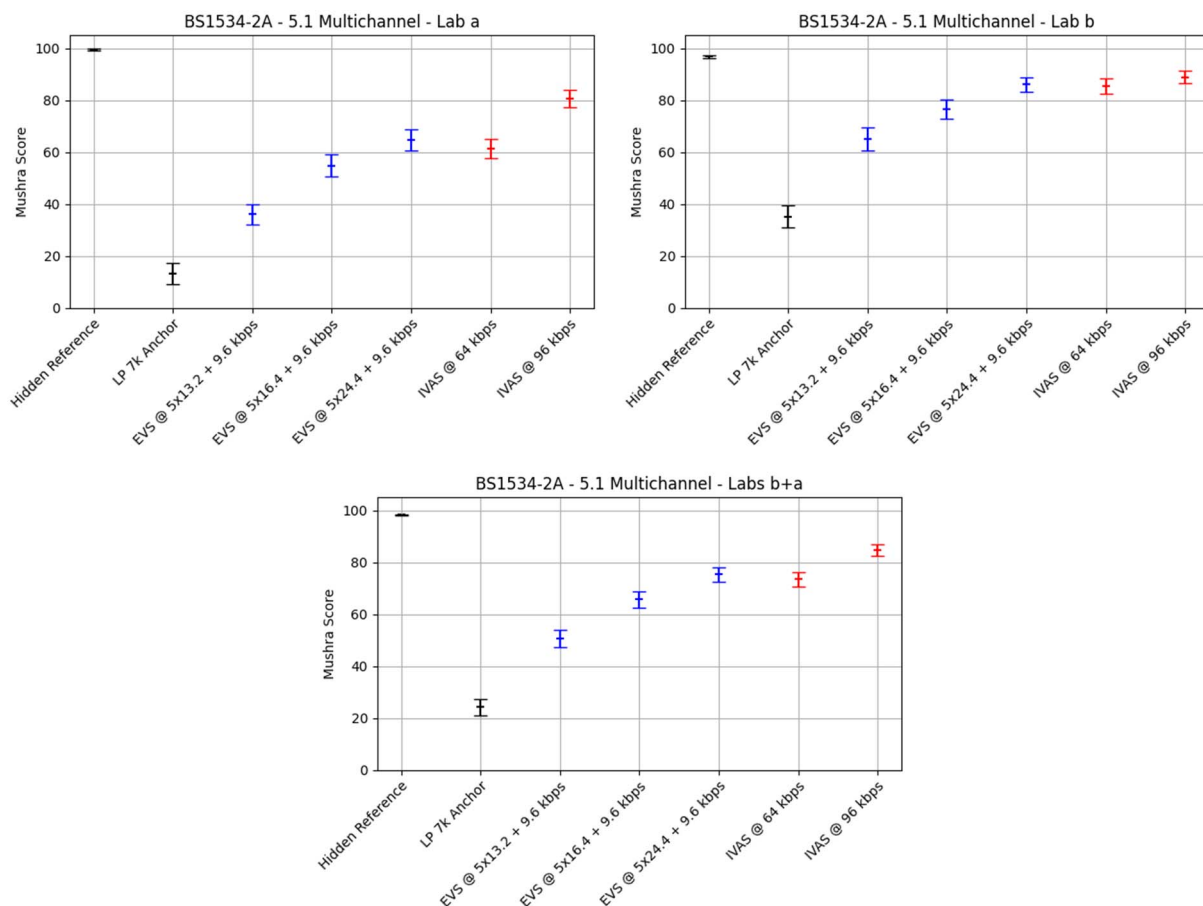 BS1534-2A - 5.1 Multichannel - Lab a
Mushra Score
100
80
60
40
20
0
Hidden Reference
LP 7k Anchor
EVS @ 5x13.2 + 9.6 kbps
EVS @ 5x16.4 + 9.6 kbps
EVS @ 5x24.4 + 9.6 kbps
IVAS @ 64 kbps
IVAS @ 96 kbps
BS1534-2A - 5.1 Multichannel - Lab b
Mushra Score
100
80
60
40
20
0
Hidden Reference
LP 7k Anchor
EVS @ 5x13.2 + 9.6 kbps
EVS @ 5x16.4 + 9.6 kbps
EVS @ 5x24.4 + 9.6 kbps
IVAS @ 64 kbps
IVAS @ 96 kbps
BS1534-2A - 5.1 Multichannel - Labs b+a
Mushra Score
100
80
60
40
20
0
Hidden Reference
LP 7k Anchor
EVS @ 5x13.2 + 9.6 kbps
EVS @ 5x16.4 + 9.6 kbps
EVS @ 5x24.4 + 9.6 kbps
IVAS @ 64 kbps
IVAS @ 96 kbps